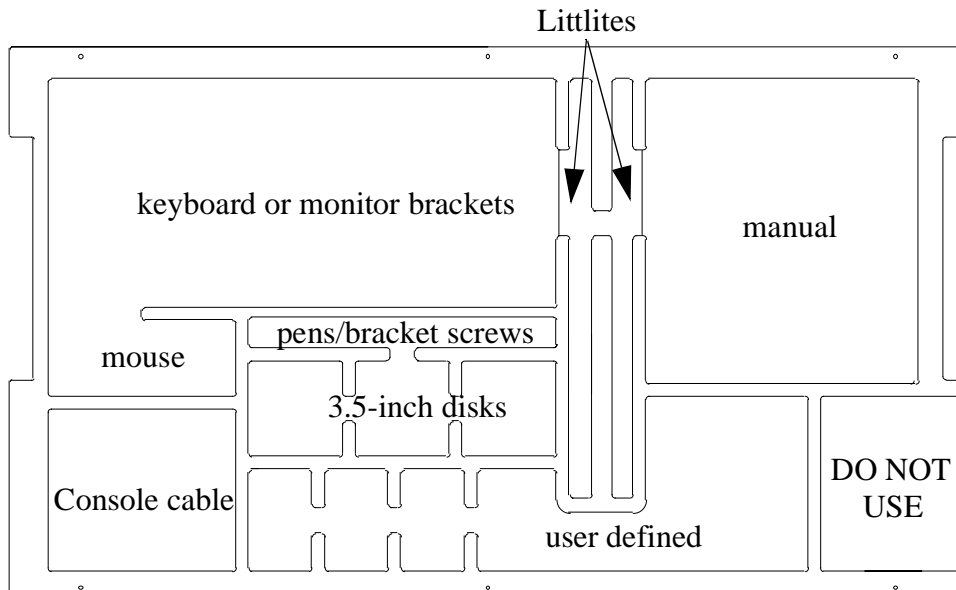 Littlites
keyboard or monitor brackets
manual
pens/bracket screws
mouse
3.5-inch disks
Console cable
DO NOT
USE
user defined